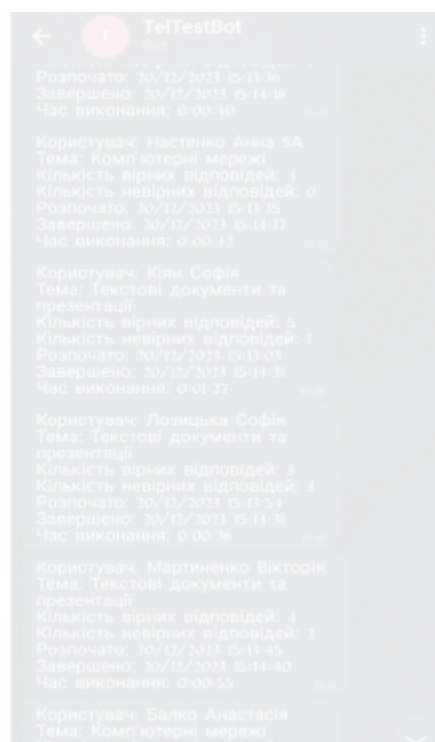 TelTestBot
бот
Розпочато: 20/12/2023 15:13:36
Завершено: 20/12/2023 15:14:16
Час виконання: 0:00:40
Користувач: Настенко Анна 5А
Тема: Комп ютерні мережі
Кількість вірних відповідей: 4
Кількість невірних відповідей: 0
Розпочато: 20/12/2023 15:13:35
Завершено: 20/12/2023 15:14:17
Час виконання: 0:00:42
Користувач: Кіян Софія
Тема: Текстові документи та
презентації
Кількість вірних відповідей: 5
Кількість невірних відповідей: 1
Розпочато: 20/12/2023 15:13:03
Завершено: 20/12/2023 15:14:31
Час виконання: 0:01:27
Користувач: Лозицька Софія
Тема: Текстові документи та
презентації
Кількість вірних відповідей: 3
Кількість невірних відповідей: 3
Розпочато: 20/12/2023 15:13:54
Завершено: 20/12/2023 15:14:31
Час виконання: 0:00:36
Користувач: Мартиненко Вікторія
Тема: Текстові документи та
презентації
Кількість вірних відповідей: 4
Кількість невірних відповідей: 2
Розпочато: 20/12/2023 15:13:45
Завершено: 20/12/2023 15:14:40
Час виконання: 0:00:55
Користувач: Балко Анастасія
Тема: Комп ютерні мережі